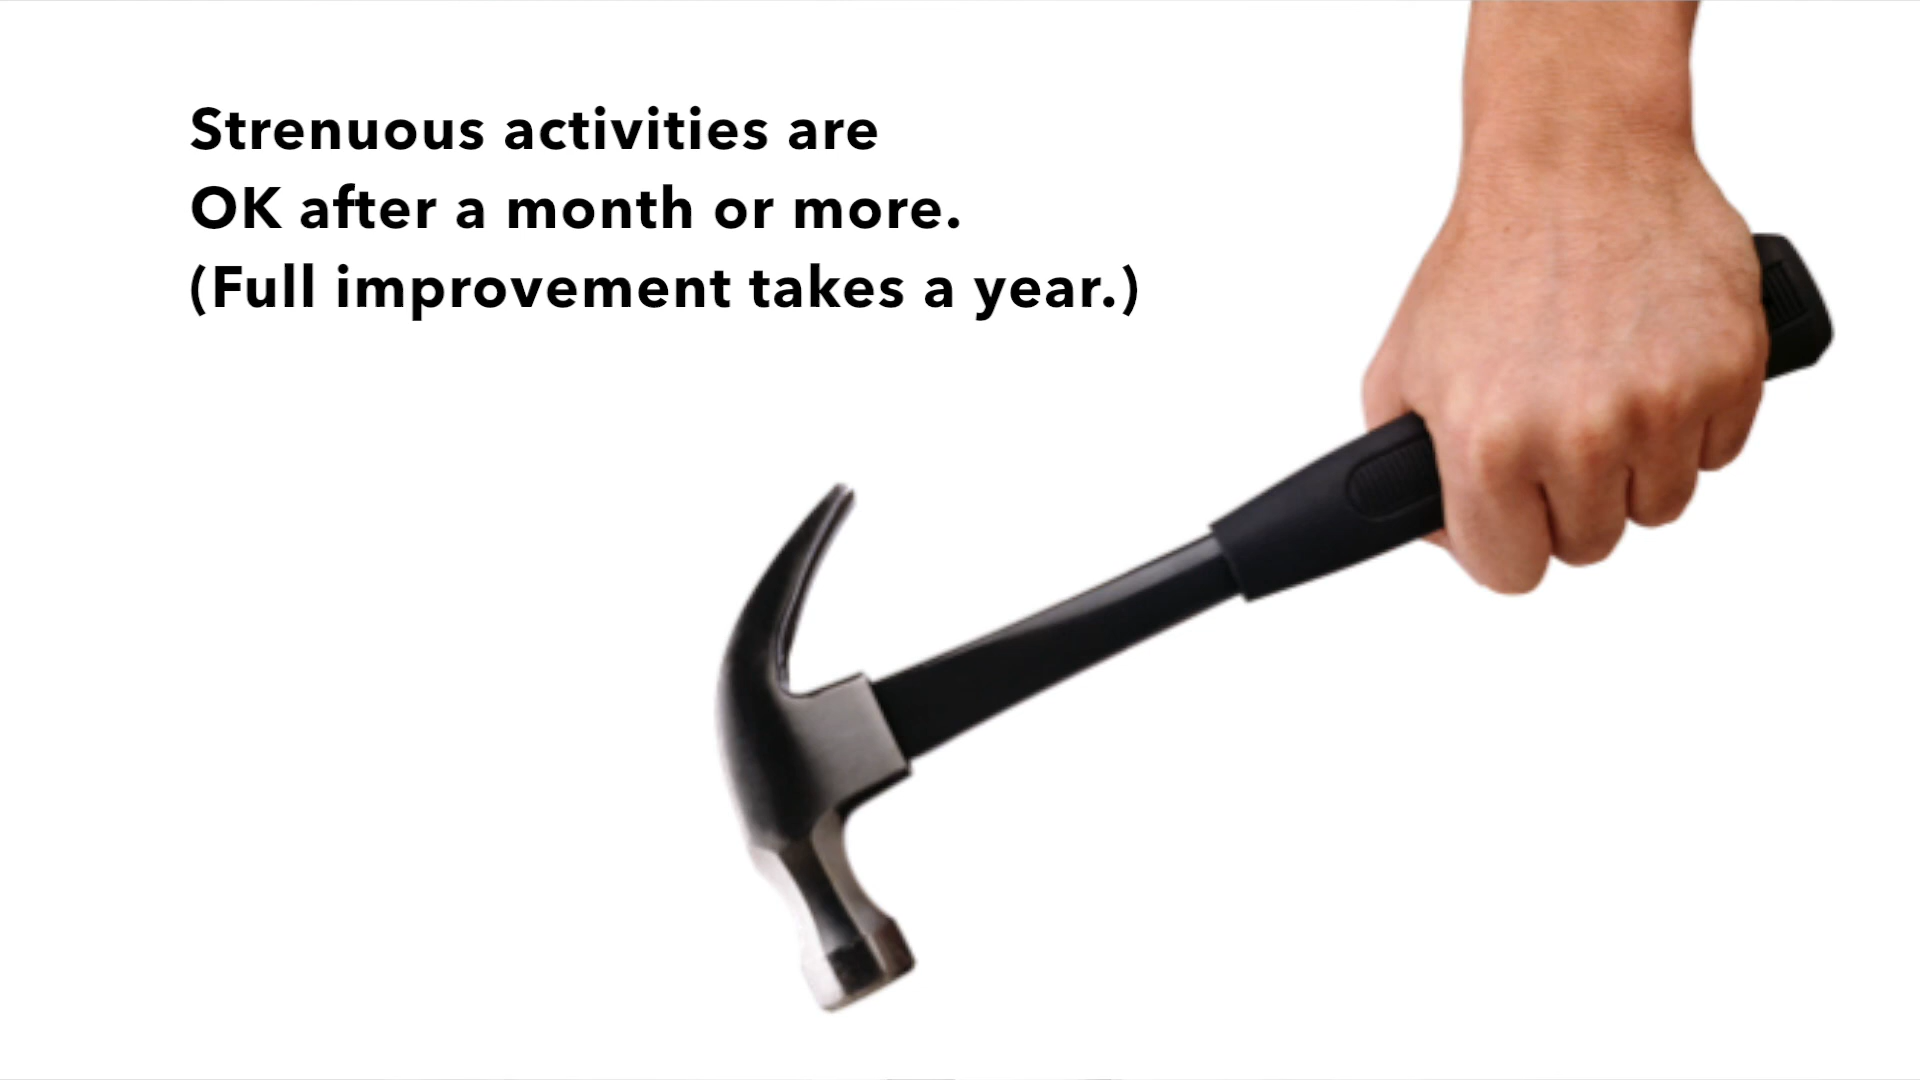 Strenuous activities are
OK after a month or more.
(Full improvement takes a year.)